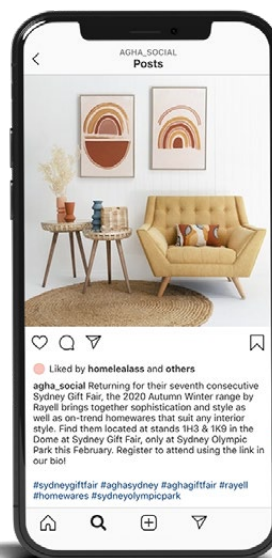 AGHA_SOCIAL
Posts
Liked by homelealass and others
agha_social Returning for their seventh consecutive
Sydney Gift Fair, the 2020 Autumn Winter range by
Rayell brings together sophistication and style as
well as on-trend homewares that suit any interior
style. Find them located at stands 1H3 & 1K9 in the
Dome at Sydney Gift Fair, only at Sydney Olympic
Park this February. Register to attend using the link in
our bio!
#sydneygiftfair #aghasydney #aghagiftfair #rayell
#homewares #sydneyolympicpark